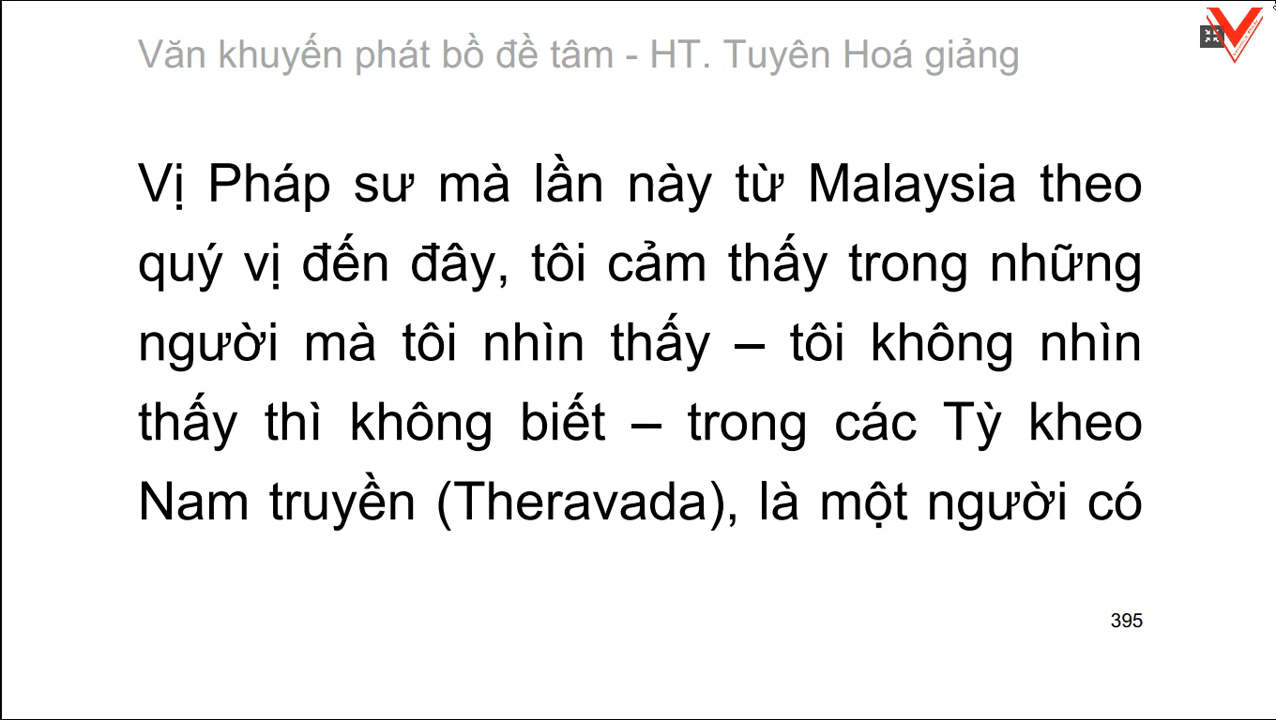 Văn khuyến phát bồ đề tâm - HT. Tuyên Hoá giảng
Vị Pháp sư mà lần này từ Malaysia theo
quý vị đến đây, tôi cảm thấy trong những
người mà tôi nhìn thấy – tôi không nhìn
thấy thì không biết – trong các Tỳ kheo
Nam truyền (Theravada), là một người có
395